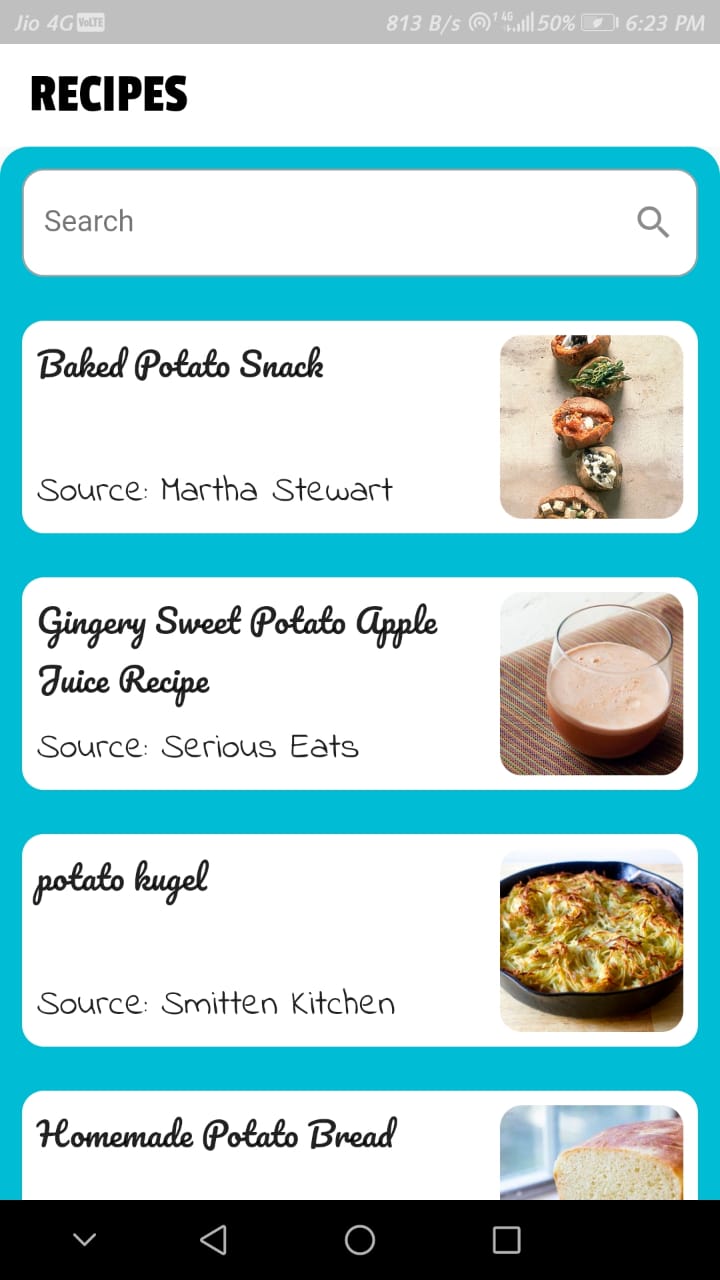 Jio 4G VoLTE 813 B/s 1 4G 50% 6:23 PM
RECIPES
Search
Baked Potato Snack
Source: Martha Stewart
Gingery Sweet Potato Apple
Juice Recipe
Source: Serious Eats
potato kugel
Source: Smitten Kitchen
Homemade Potato Bread